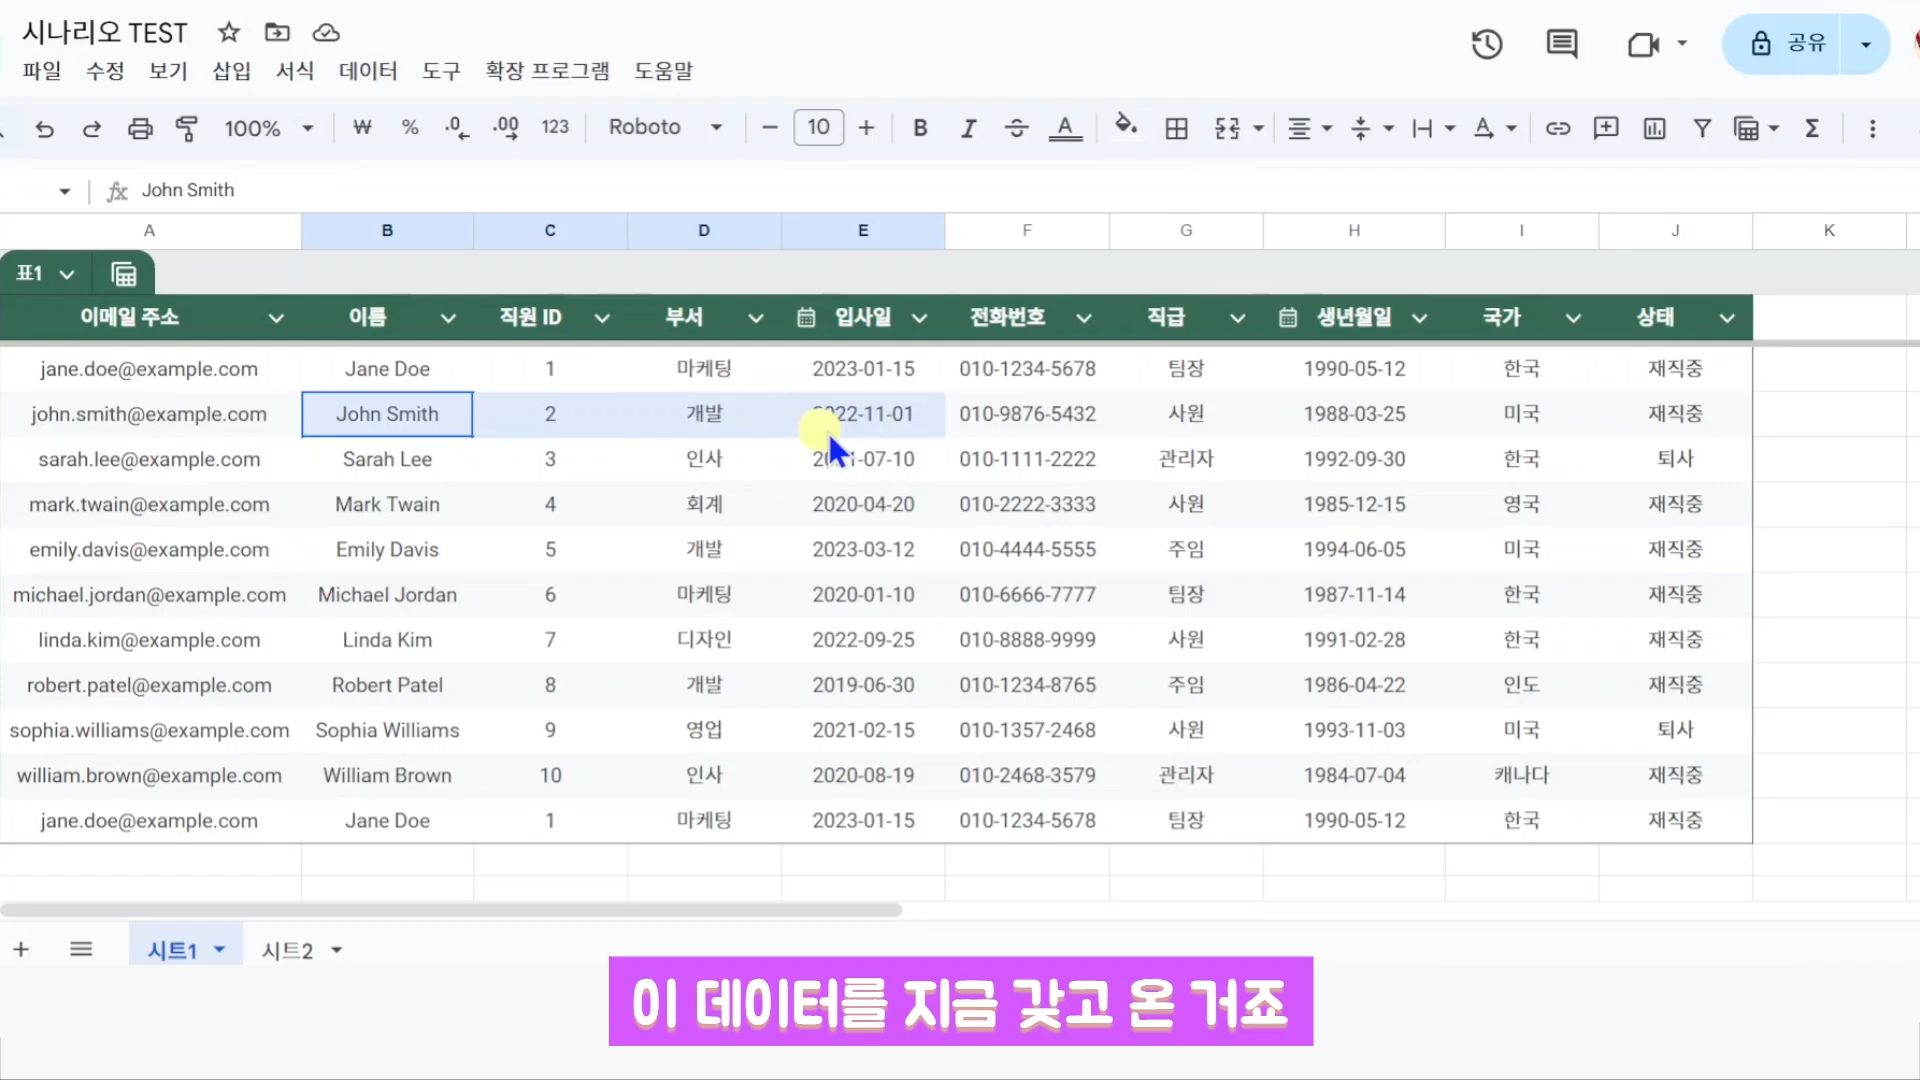 시나리오 TEST
파일 수정 보기 삽입 서식 데이터 도구 확장 프로그램 도움말
공유
100% ₩ % .0 .00 123 Roboto 10 B I A A Σ
fx John Smith
A B C D E F G H I J K
표1
이메일 주소 이름 직원 ID 부서 입사일 전화번호 직급 생년월일 국가 상태
jane.doe@example.com Jane Doe 1 마케팅 2023-01-15 010-1234-5678 팀장 1990-05-12 한국 재직중
john.smith@example.com John Smith 2 개발 2022-11-01 010-9876-5432 사원 1988-03-25 미국 재직중
sarah.lee@example.com Sarah Lee 3 인사 2021-07-10 010-1111-2222 관리자 1992-09-30 한국 퇴사
mark.twain@example.com Mark Twain 4 회계 2020-04-20 010-2222-3333 사원 1985-12-15 영국 재직중
emily.davis@example.com Emily Davis 5 개발 2023-03-12 010-4444-5555 주임 1994-06-05 미국 재직중
michael.jordan@example.com Michael Jordan 6 마케팅 2020-01-10 010-6666-7777 팀장 1987-11-14 한국 재직중
linda.kim@example.com Linda Kim 7 디자인 2022-09-25 010-8888-9999 사원 1991-02-28 한국 재직중
robert.patel@example.com Robert Patel 8 개발 2019-06-30 010-1234-8765 주임 1986-04-22 인도 재직중
sophia.williams@example.com Sophia Williams 9 영업 2021-02-15 010-1357-2468 사원 1993-11-03 미국 퇴사
william.brown@example.com William Brown 10 인사 2020-08-19 010-2468-3579 관리자 1984-07-04 캐나다 재직중
jane.doe@example.com Jane Doe 1 마케팅 2023-01-15 010-1234-5678 팀장 1990-05-12 한국 재직중
시트1 시트2
이 데이터를 지금 갖고 온 거죠